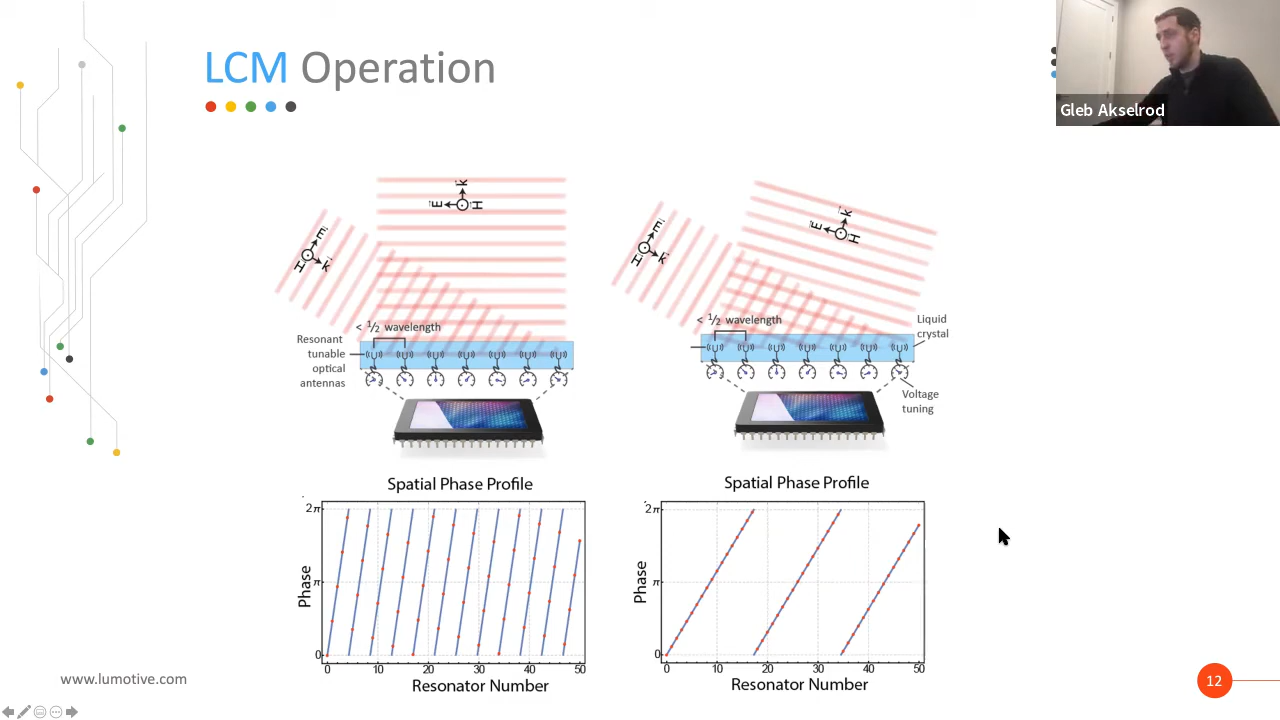 LCM Operation
Gleb Akselrod
k
E
H
E
H
k
< 1/2 wavelength
Resonant
tunable
optical
antennas
k
E
H
E
H
k
< 1/2 wavelength
Liquid
crystal
Voltage
tuning
Spatial Phase Profile
2π
π
0
Phase
0 10 20 30 40 50
Resonator Number
Spatial Phase Profile
2π
π
0
Phase
0 10 20 30 40 50
Resonator Number
www.lumotive.com
12